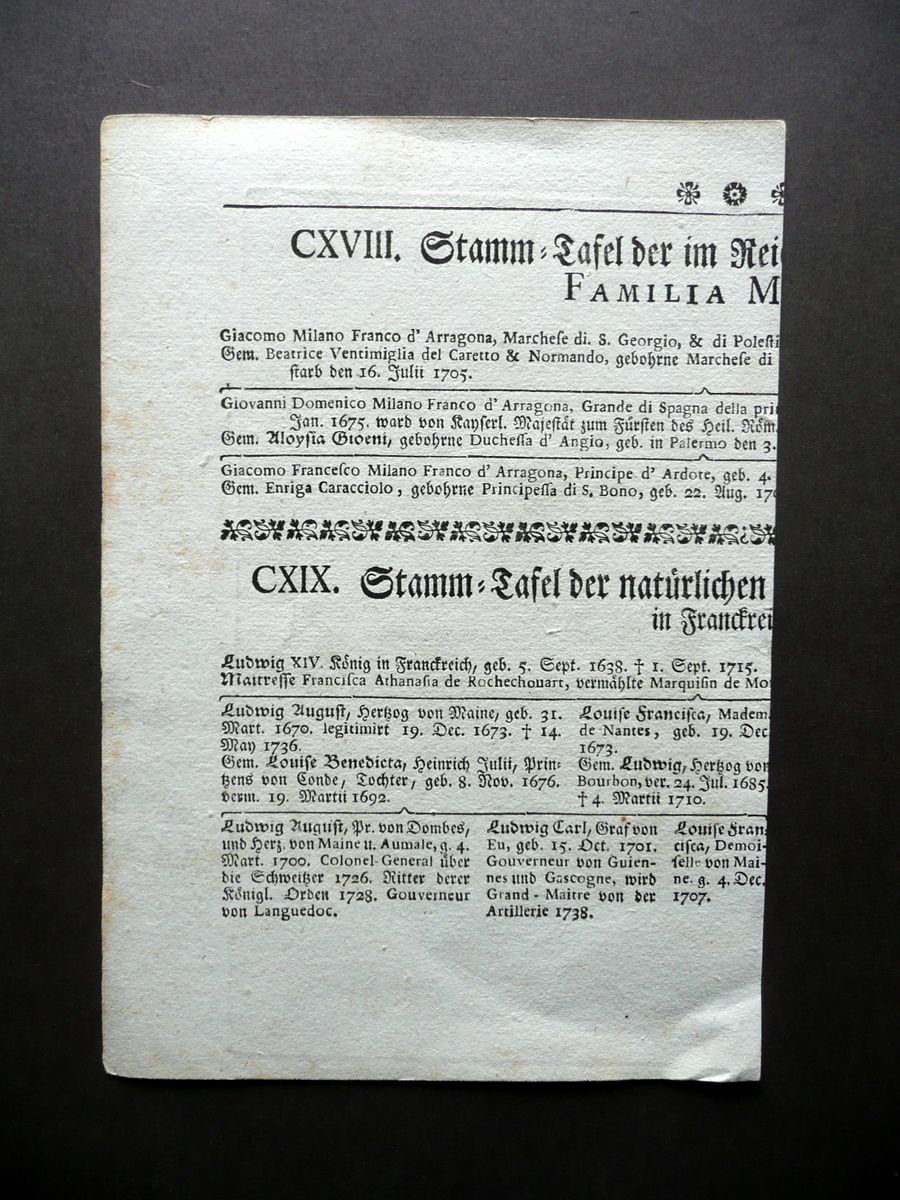 CXVIII. Stamm-Tafel der im Rei
FAMILIA M
Giacomo Milano Franco d' Arragona, Marchese di. S. Georgio, & di Polesti
Gem. Beatrice Ventimiglia del Caretto & Normando, gebohrne Marchese di
starb den 16. Julii 1705.
Giovanni Domenico Milano Franco d' Arragona, Grande di Spagna della pri
Jan. 1675. ward von Kayserl. Majestät zum Fürsten des Heil. Röm.
Gem. Aloysia Gioeni, gebohrne Duchessa d' Angio, geb. in Palermo den 3.
Giacomo Francesco Milano Franco d' Arragona, Principe d' Ardore, geb. 4.
Gem. Enriga Caracciolo, gebohrne Principessa di S. Bono, geb. 22. Aug. 170
CXIX. Stamm-Tafel der natürlichen
in Franckrei
Ludwig XIV. König in Franckreich, geb. 5. Sept. 1638. † 1. Sept. 1715.
Maitresse Francisca Athanasia de Rochechouart, vermählte Marquisin de Mo
Ludwig August, Hertzog von Maine, geb. 31.
Mart. 1670. legitimirt 19. Dec. 1673. † 14.
May 1736.
Gem. Louise Benedicta, Heinrich Julii, Prin-
tzens von Conde, Tochter, geb. 8. Nov. 1676.
verm. 19. Martii 1692.
Louise Francisca, Madem.
de Nantes, geb. 19. Dec.
1673.
Gem. Ludwig, Hertzog von
Bourbon, ver. 24. Jul. 1685.
† 4. Martii 1710.
Ludwig August, Pr. von Dombes,
und Herz. von Maine u. Aumale, g. 4.
Mart. 1700. Colonel-General über
die Schweitzer 1726. Ritter derer
Königl. Orden 1728. Gouverneur
von Languedoc.
Ludwig Carl, Graf von
Eu, geb. 15. Oct. 1701.
Gouverneur von Guien-
nes und Gascogne, wird
Grand-Maitre von der
Artillerie 1738.
Louise Fran-
cisca, Demoi-
selle von Mai-
ne. g. 4. Dec.
1707.